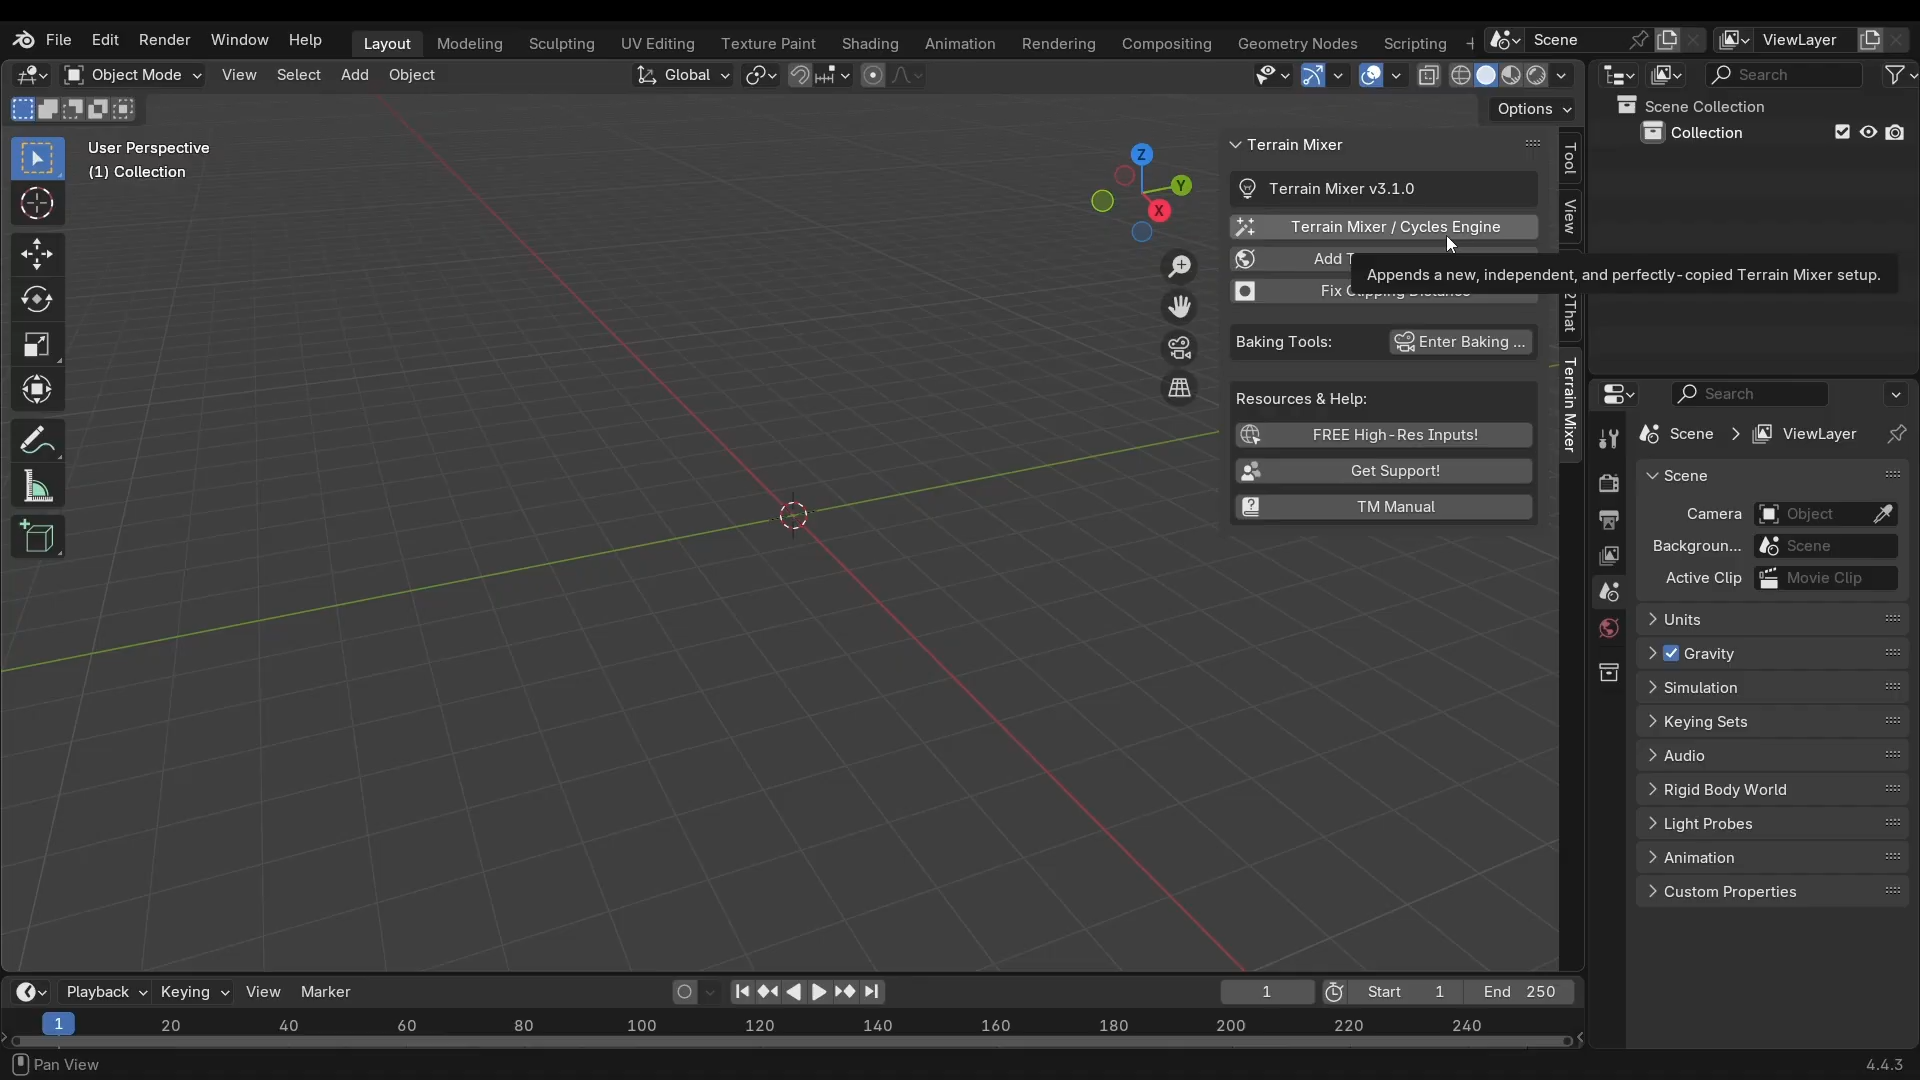 File Edit Render Window Help
Layout Modeling Sculpting UV Editing Texture Paint Shading Animation Rendering Compositing Geometry Nodes Scripting
Scene
ViewLayer
Object Mode View Select Add Object
Global
Search
Options
Scene Collection
Collection
User Perspective
(1) Collection
Z
Y
X
Terrain Mixer
Terrain Mixer v3.1.0
Terrain Mixer / Cycles Engine
Add
Appends a new, independent, and perfectly-copied Terrain Mixer setup.
Fix Clipping Distance
Baking Tools: Enter Baking ...
Resources & Help:
FREE High-Res Inputs!
Get Support!
TM Manual
Tool
View
2That
Terrain Mixer
Search
Scene > ViewLayer
Scene
Camera Object
Backgroun... Scene
Active Clip Movie Clip
Units
Gravity
Simulation
Keying Sets
Audio
Rigid Body World
Light Probes
Animation
Custom Properties
Playback Keying View Marker
1
Start 1
End 250
1 20 40 60 80 100 120 140 160 180 200 220 240
Pan View
4.4.3